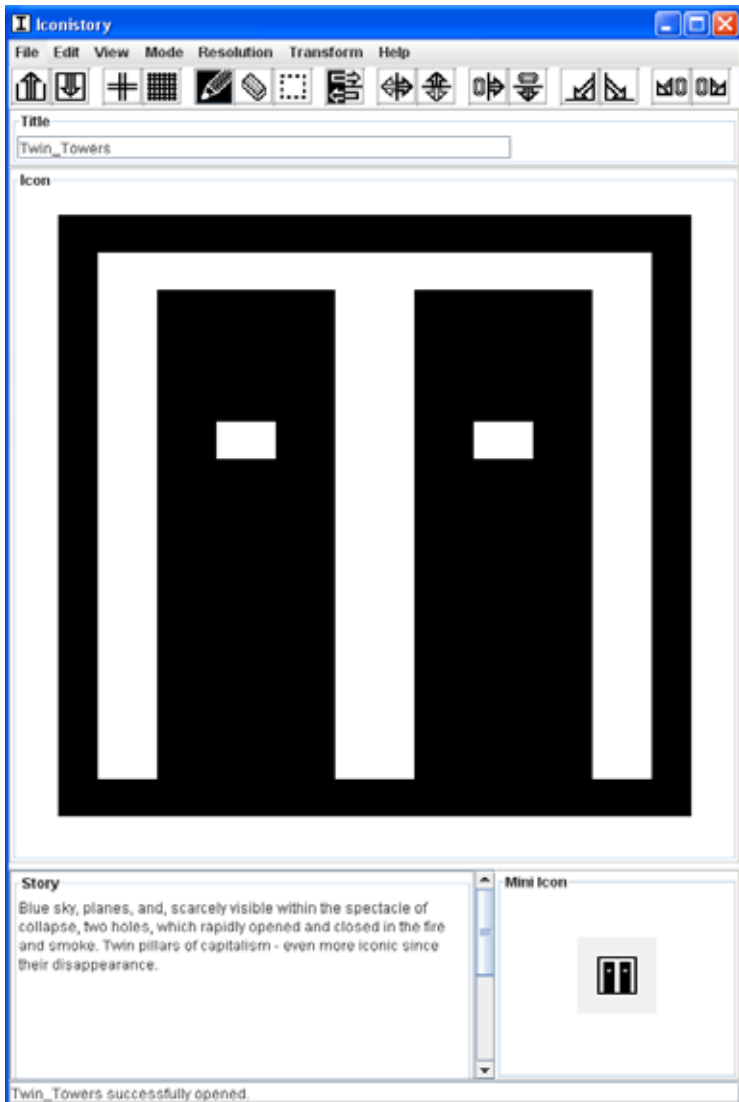 Iconistory
File Edit View Mode Resolution Transform Help
Title
Twin_Towers
Icon
Story
Blue sky, planes, and, scarcely visible within the spectacle of
collapse, two holes, which rapidly opened and closed in the fire
and smoke. Twin pillars of capitalism - even more iconic since
their disappearance.
Mini Icon
Twin_Towers successfully opened.